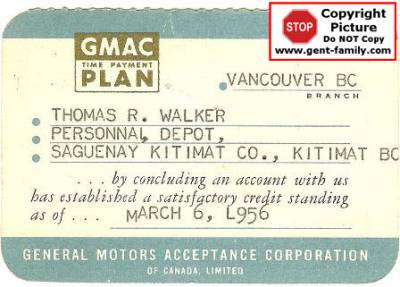 Copyright
STOP
Picture
Do NOT Copy
www.gent-family.com
GMAC
TIME PAYMENT
PLAN
VANCOUVER BC
BRANCH
THOMAS R. WALKER
PERSONNAL DEPOT,
SAGUENAY KITIMAT CO., KITIMAT BC
. . . by concluding an account with us
has established a satisfactory credit standing
as of . . . MARCH 6, L956
GENERAL MOTORS ACCEPTANCE CORPORATION
OF CANADA, LIMITED